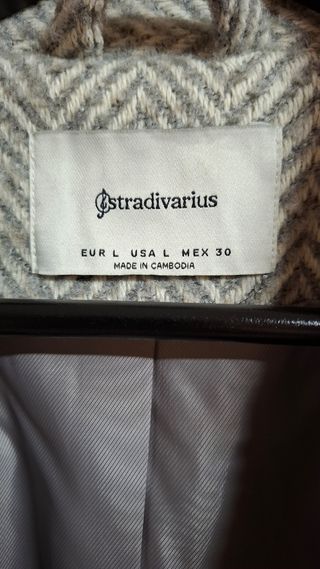 stradivarius
EUR L USA L MEX 30
MADE IN CAMBODIA